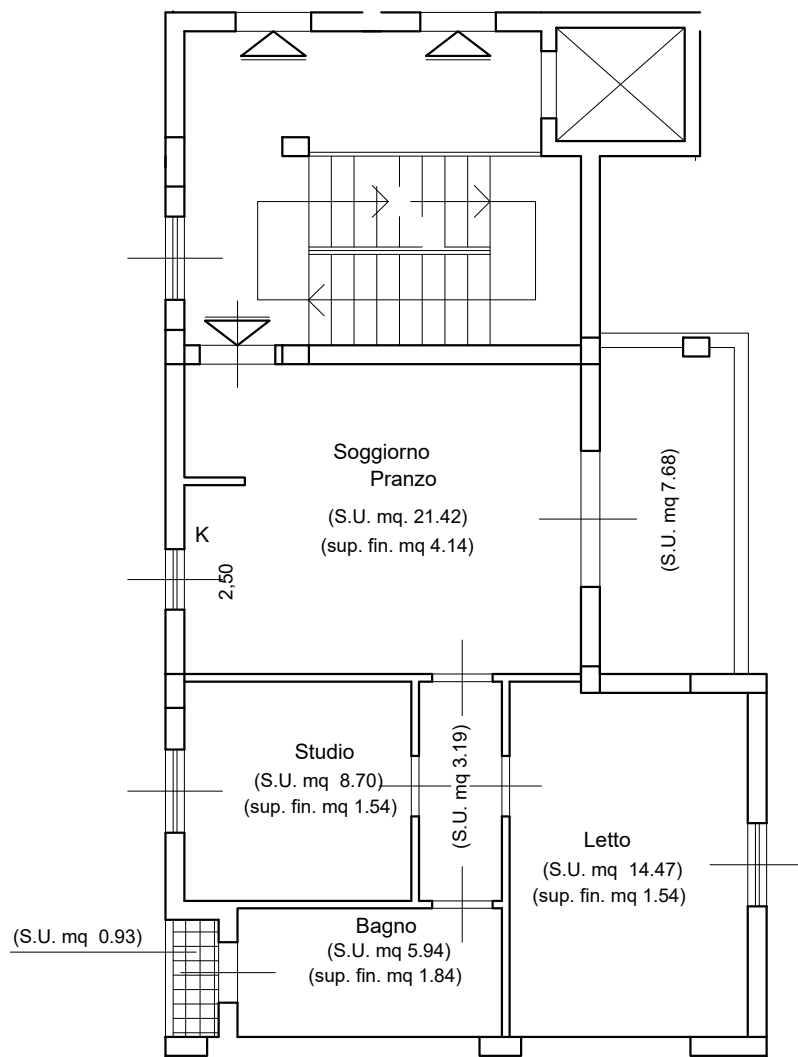 Soggiorno
Pranzo
(S.U. mq. 21.42)
(sup. fin. mq 4.14)
(S.U. mq 7.68)
K
2,50
Studio
(S.U. mq 8.70)
(sup. fin. mq 1.54)
(S.U. mq 3.19)
Letto
(S.U. mq 14.47)
(sup. fin. mq 1.54)
Bagno
(S.U. mq 5.94)
(sup. fin. mq 1.84)
(S.U. mq 0.93)